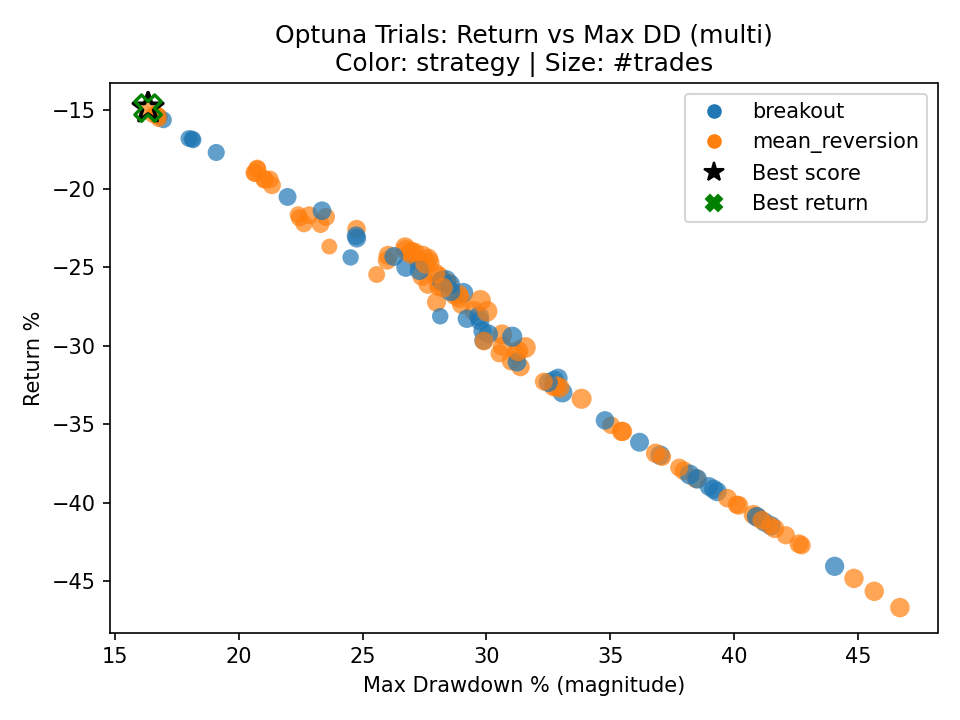 Optuna Trials: Return vs Max DD (multi)
Color: strategy | Size: #trades
breakout
mean_reversion
Best score
Best return
Return %
−15
−20
−25
−30
−35
−40
−45
15
20
25
30
35
40
45
Max Drawdown % (magnitude)